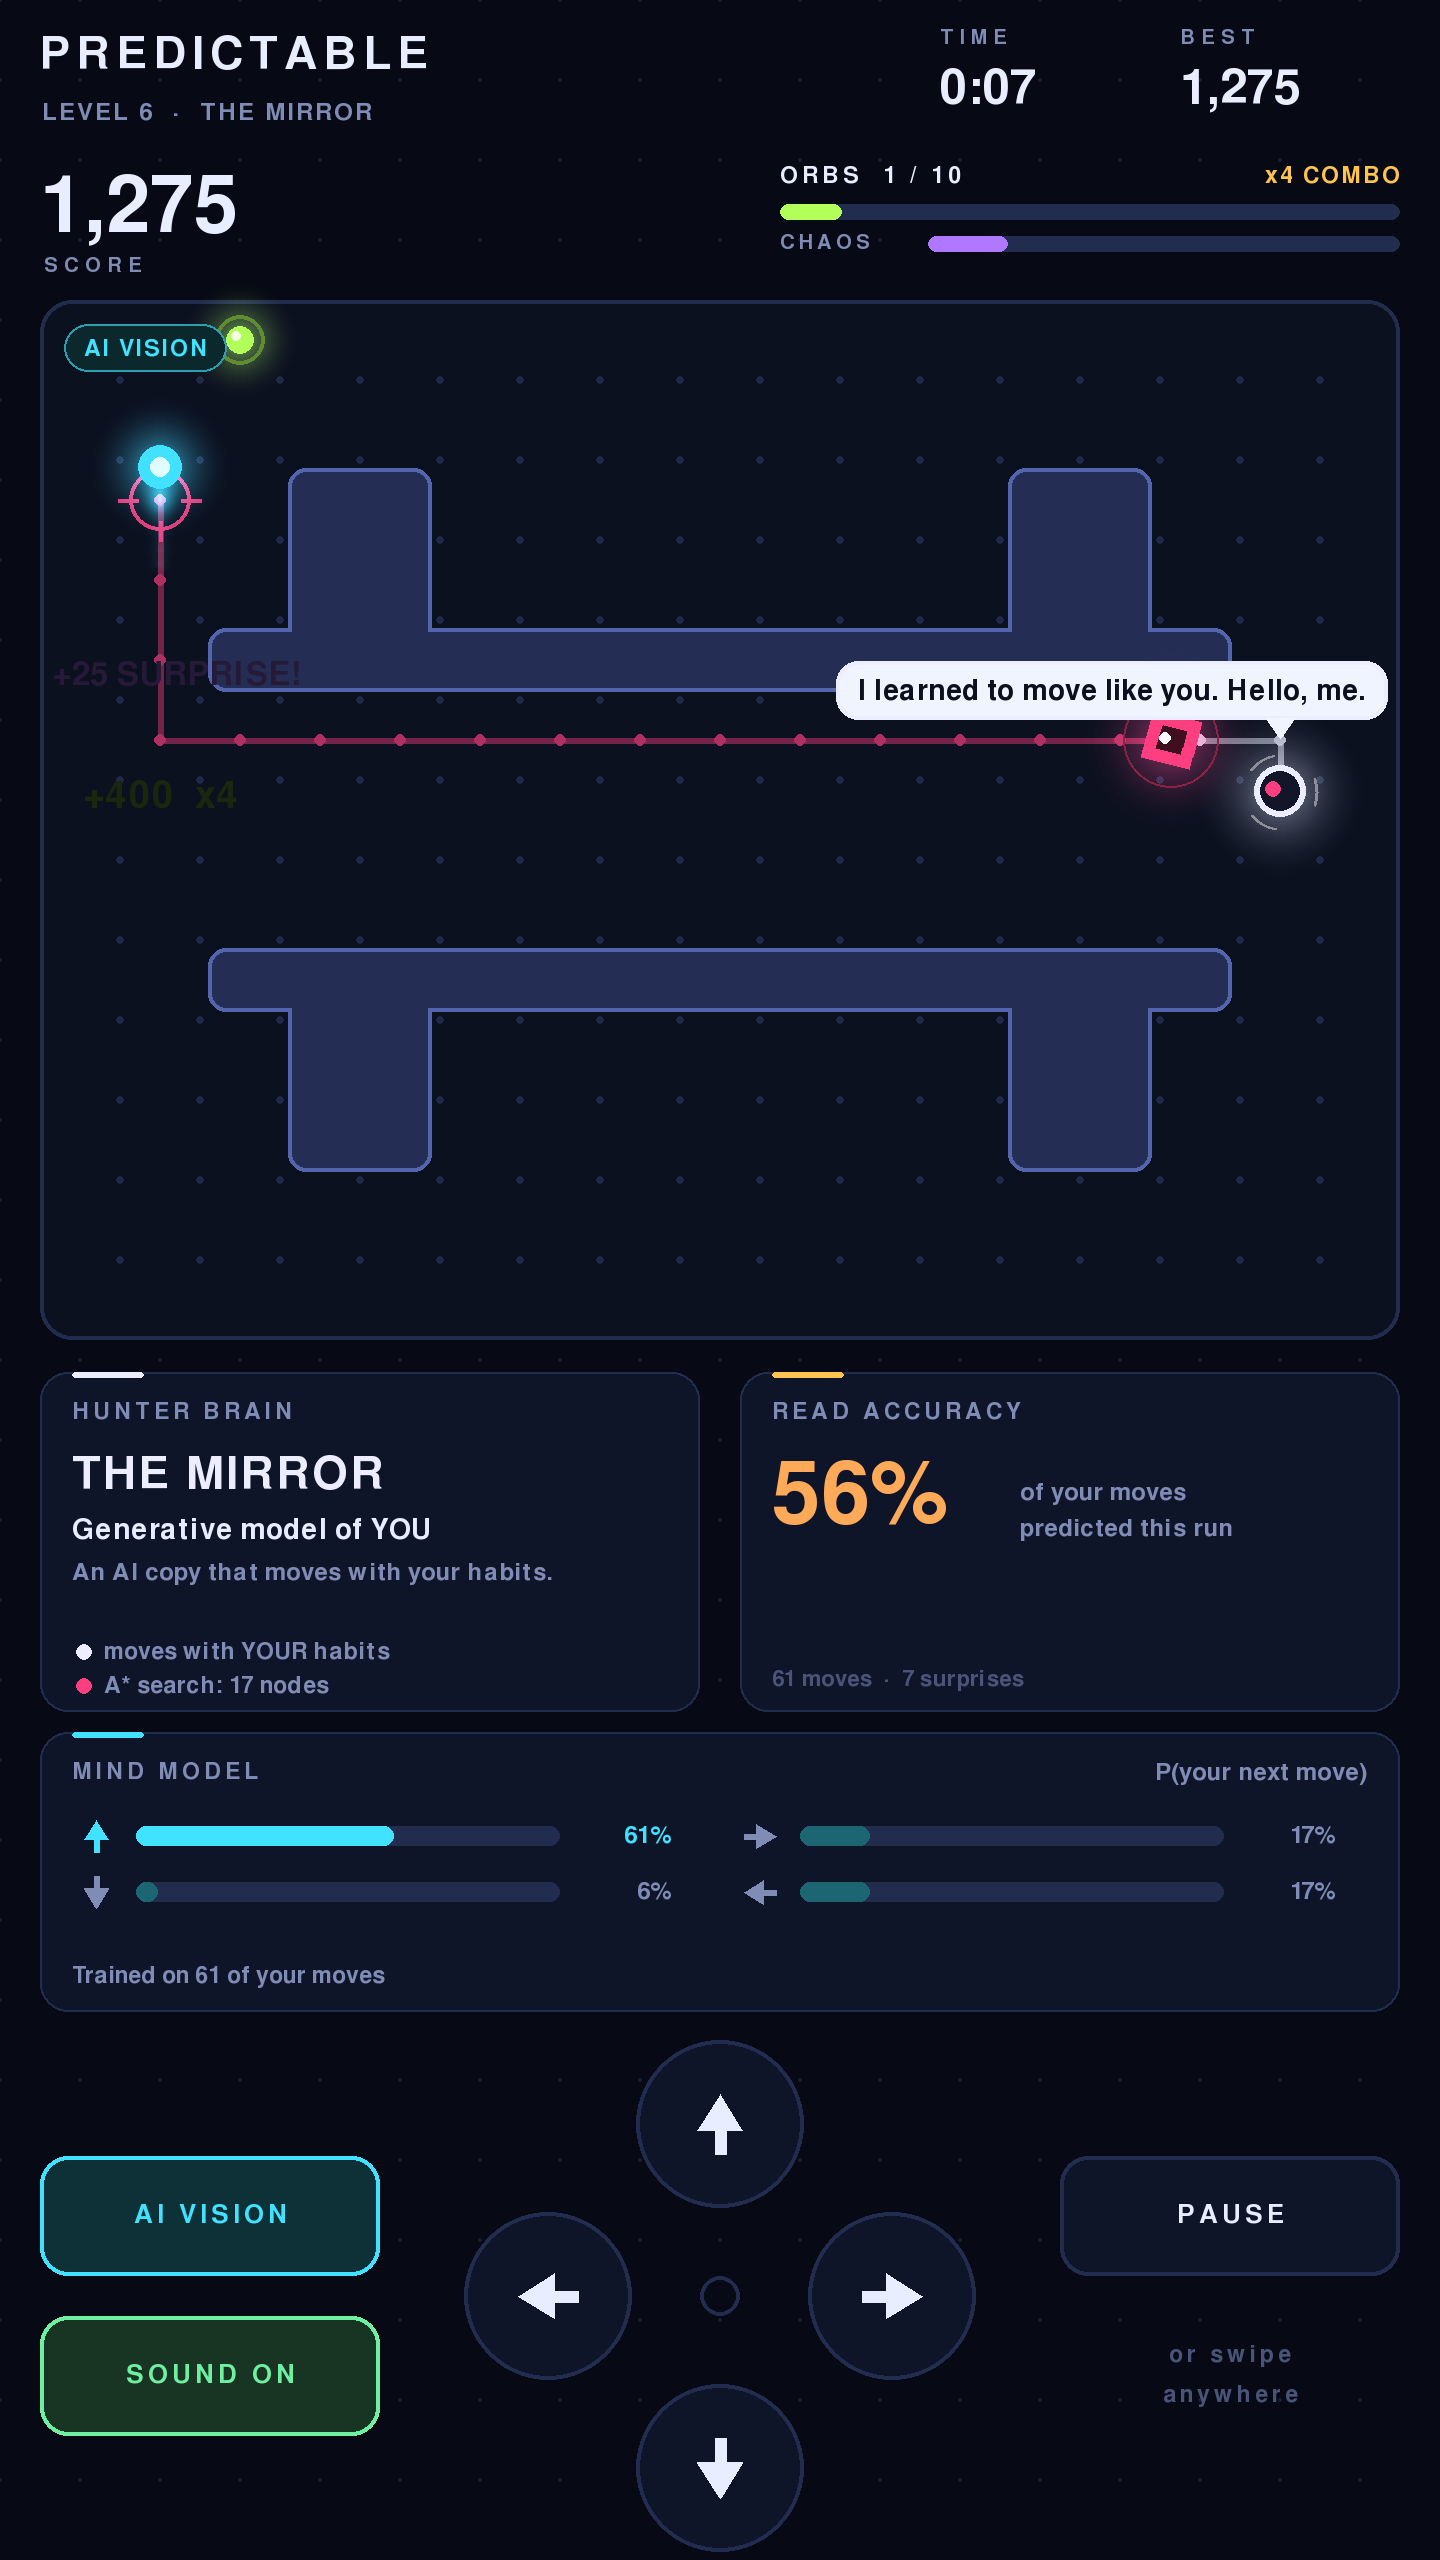 PREDICTABLE
LEVEL 6 · THE MIRROR
TIME
0:07
BEST
1,275
1,275
SCORE
ORBS 1 / 10
x4 COMBO
CHAOS
AI VISION
+25 SURPRISE!
I learned to move like you. Hello, me.
+400 x4
HUNTER BRAIN
THE MIRROR
Generative model of YOU
An AI copy that moves with your habits.
moves with YOUR habits
A* search: 17 nodes
READ ACCURACY
56%
of your moves
predicted this run
61 moves · 7 surprises
MIND MODEL
P(your next move)
61%
17%
6%
17%
Trained on 61 of your moves
AI VISION
PAUSE
SOUND ON
or swipe
anywhere